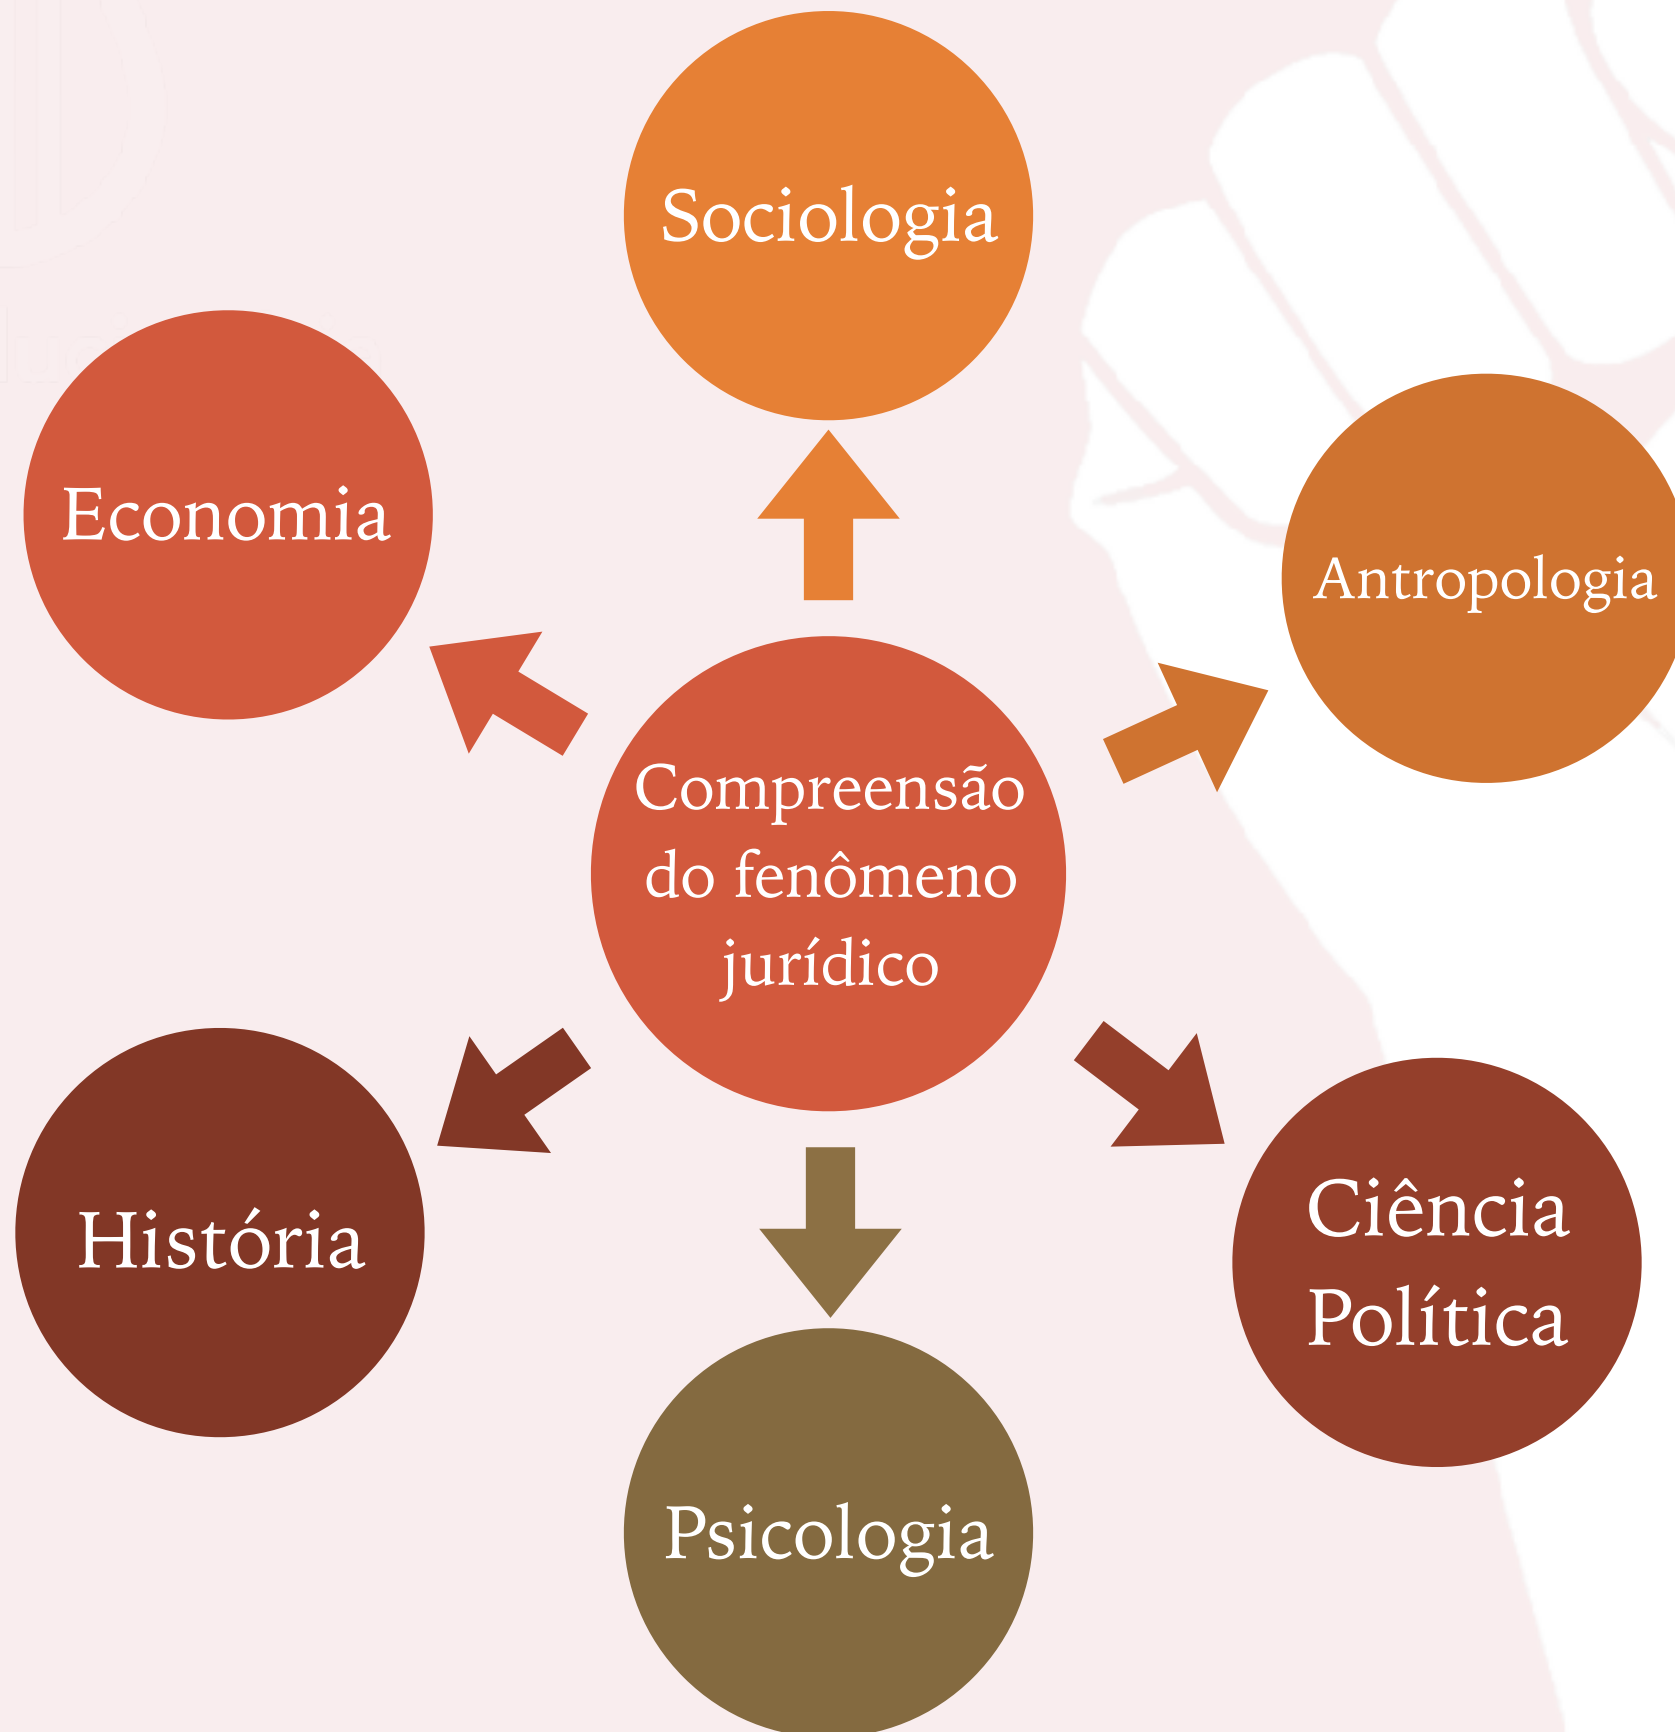 Sociologia
Economia
Antropologia
Compreensão
do fenômeno
jurídico
História
Ciência
Política
Psicologia